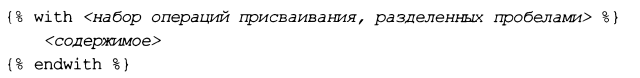 {% with <набор операций присваивания, разделенных пробелами> %}
<содержимое>
{% endwith %}